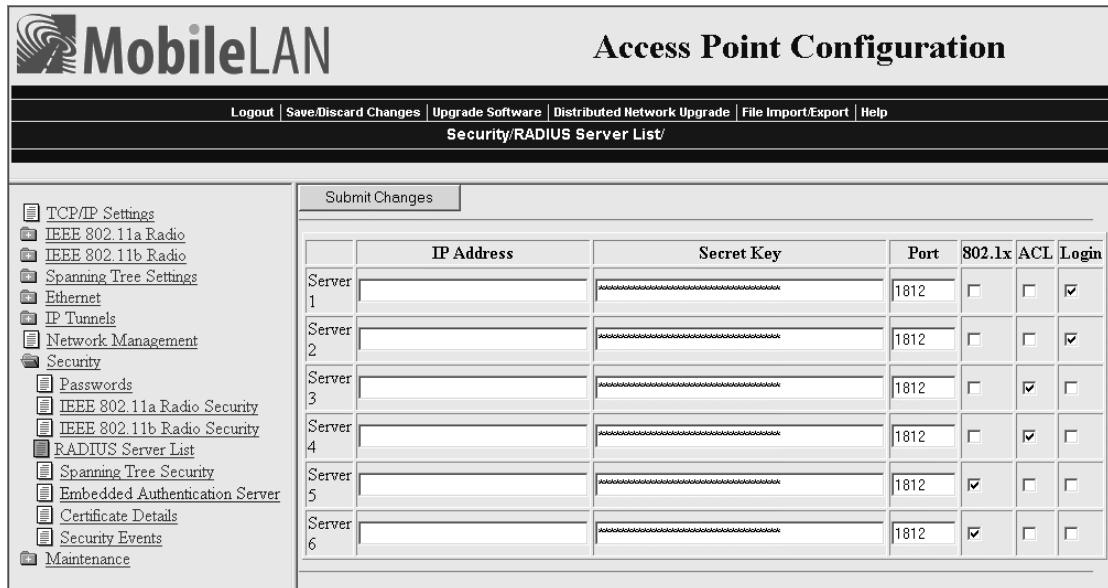 MobileLAN
Access Point Configuration
Logout | Save/Discard Changes | Upgrade Software | Distributed Network Upgrade | File Import/Export | Help
Security/RADIUS Server List/
TCP/IP Settings
IEEE 802.11a Radio
IEEE 802.11b Radio
Spanning Tree Settings
Ethernet
IP Tunnels
Network Management
Security
Passwords
IEEE 802.11a Radio Security
IEEE 802.11b Radio Security
RADIUS Server List
Spanning Tree Security
Embedded Authentication Server
Certificate Details
Security Events
Maintenance
Submit Changes
IP Address Secret Key Port 802.1x ACL Login
Server 1 ************************************ 1812
Server 2 ************************************ 1812
Server 3 ************************************ 1812
Server 4 ************************************ 1812
Server 5 ************************************ 1812
Server 6 ************************************ 1812